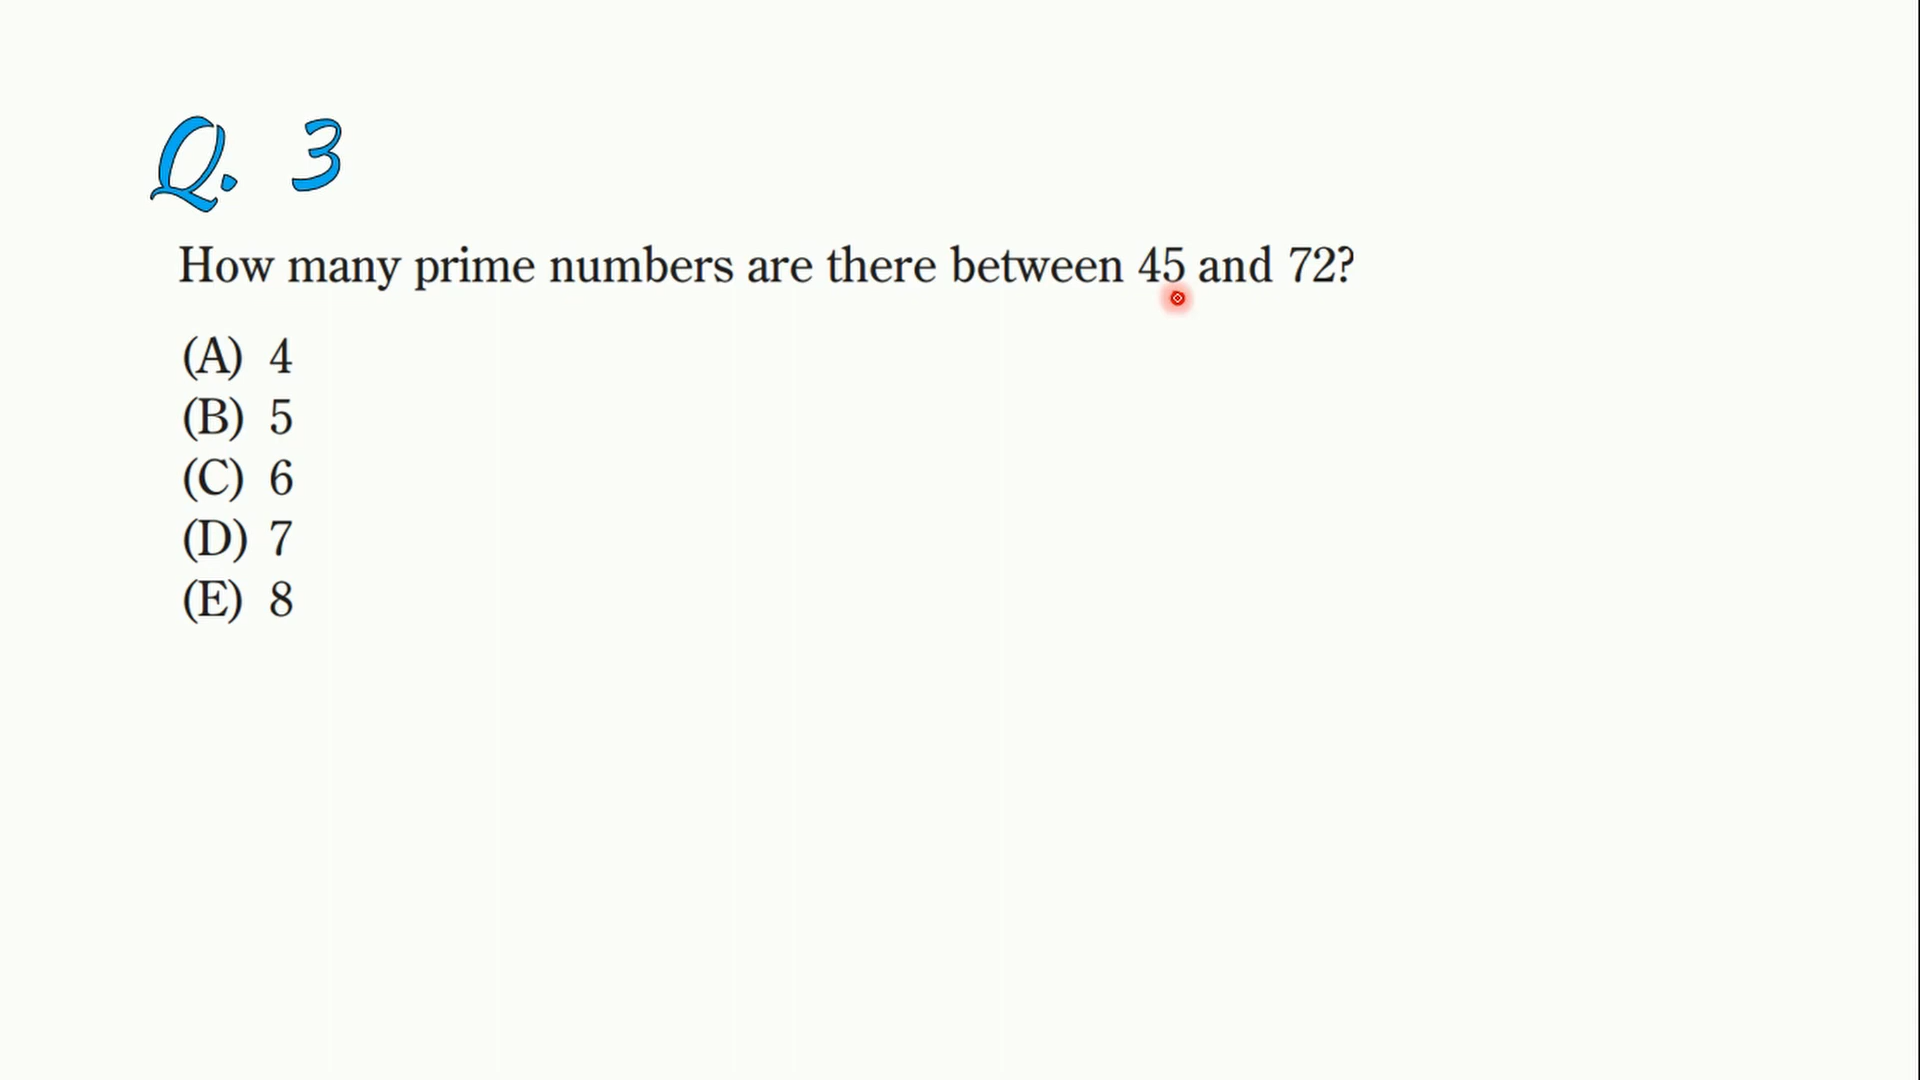 Q. 3
How many prime numbers are there between 45 and 72?
(A) 4
(B) 5
(C) 6
(D) 7
(E) 8